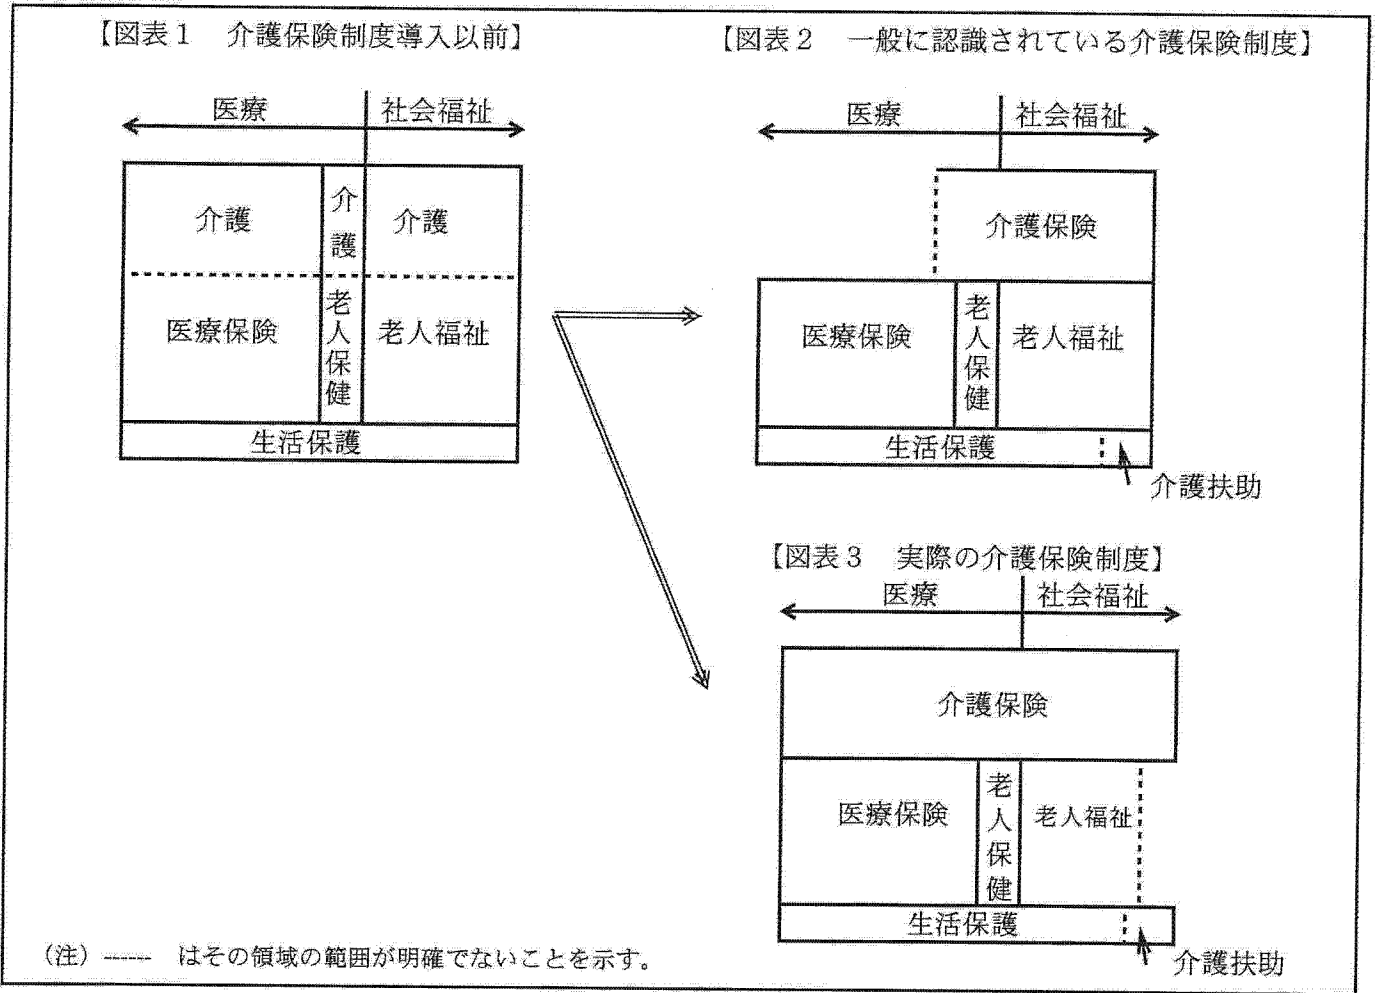 【図表１　介護保険制度導入以前】
医療
社会福祉
介護
介護
介護
医療保険
老人保健
老人福祉
生活保護
【図表２　一般に認識されている介護保険制度】
医療
社会福祉
介護保険
医療保険
老人保健
老人福祉
生活保護
介護扶助
【図表３　実際の介護保険制度】
医療
社会福祉
介護保険
医療保険
老人保健
老人福祉
生活保護
介護扶助
（注）-----　はその領域の範囲が明確でないことを示す。